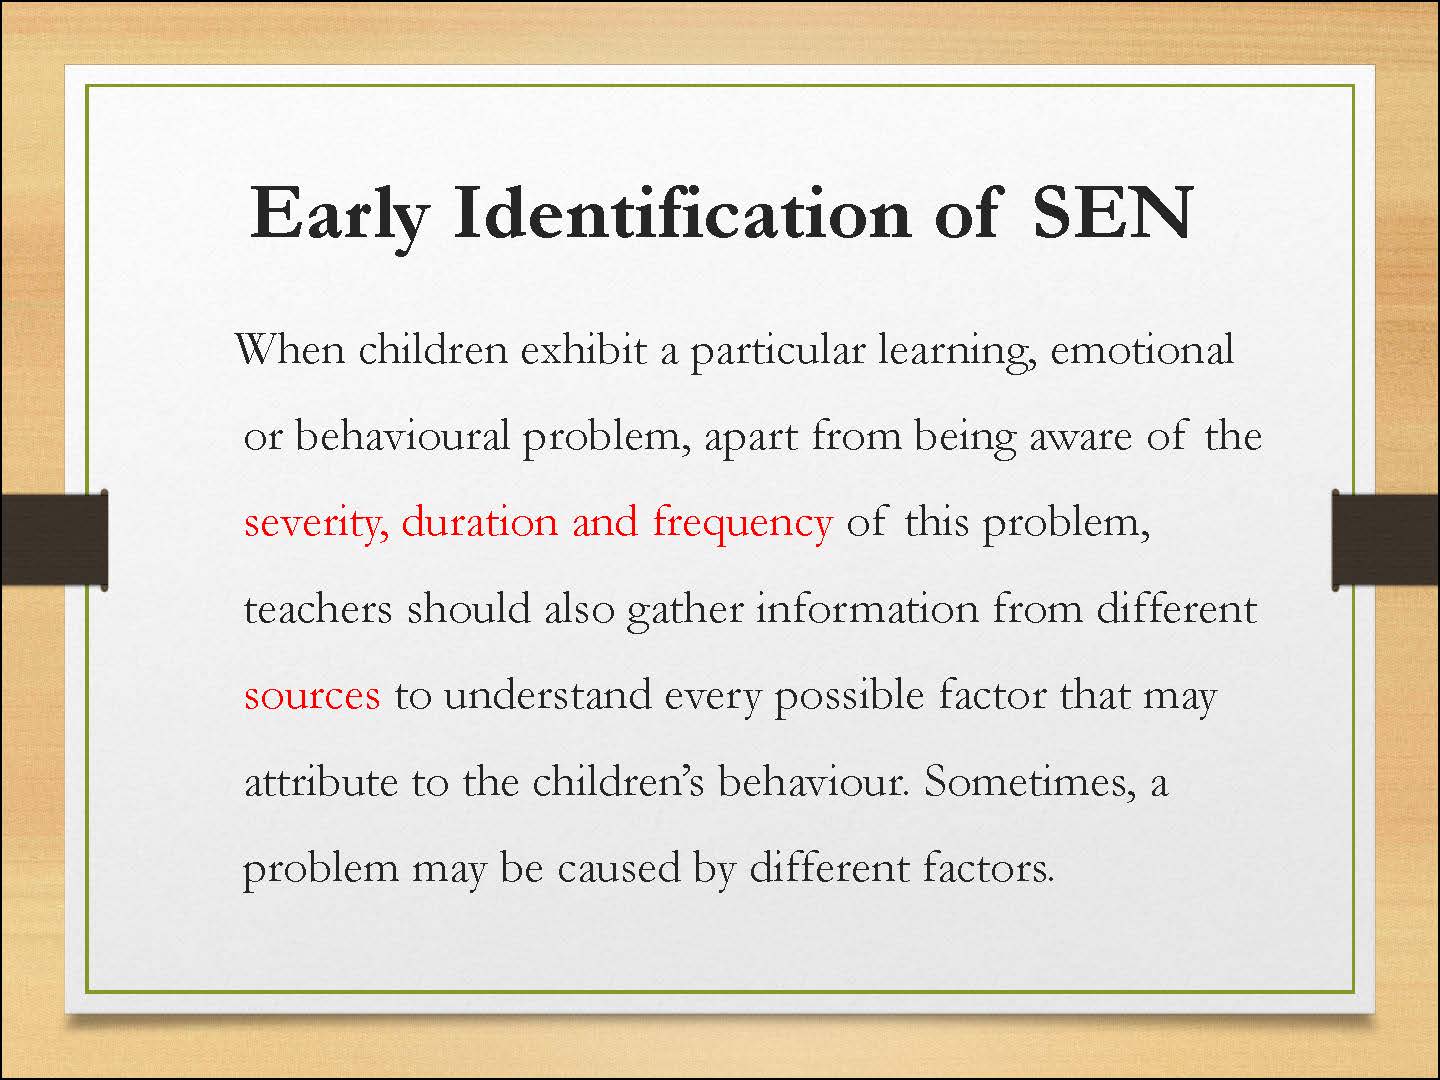 Early Identification of SEN
When children exhibit a particular learning, emotional
or behavioural problem, apart from being aware of the
severity, duration and frequency of this problem,
teachers should also gather information from different
sources to understand every possible factor that may
attribute to the children’s behaviour. Sometimes, a
problem may be caused by different factors.